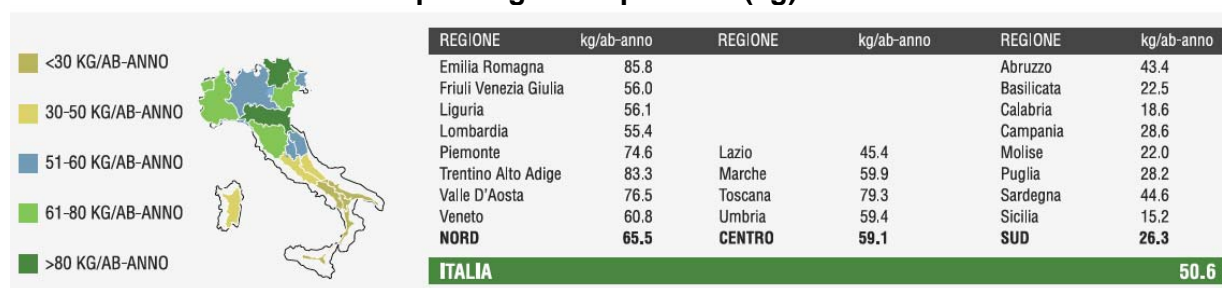 <30 KG/AB-ANNO
30-50 KG/AB-ANNO
51-60 KG/AB-ANNO
61-80 KG/AB-ANNO
>80 KG/AB-ANNO
REGIONE kg/ab-anno REGIONE kg/ab-anno REGIONE kg/ab-anno
Emilia Romagna 85.8 Abruzzo 43.4
Friuli Venezia Giulia 56.0 Basilicata 22.5
Liguria 56.1 Calabria 18.6
Lombardia 55.4 Campania 28.6
Piemonte 74.6 Lazio 45.4 Molise 22.0
Trentino Alto Adige 83.3 Marche 59.9 Puglia 28.2
Valle D'Aosta 76.5 Toscana 79.3 Sardegna 44.6
Veneto 60.8 Umbria 59.4 Sicilia 15.2
NORD 65.5 CENTRO 59.1 SUD 26.3
ITALIA 50.6